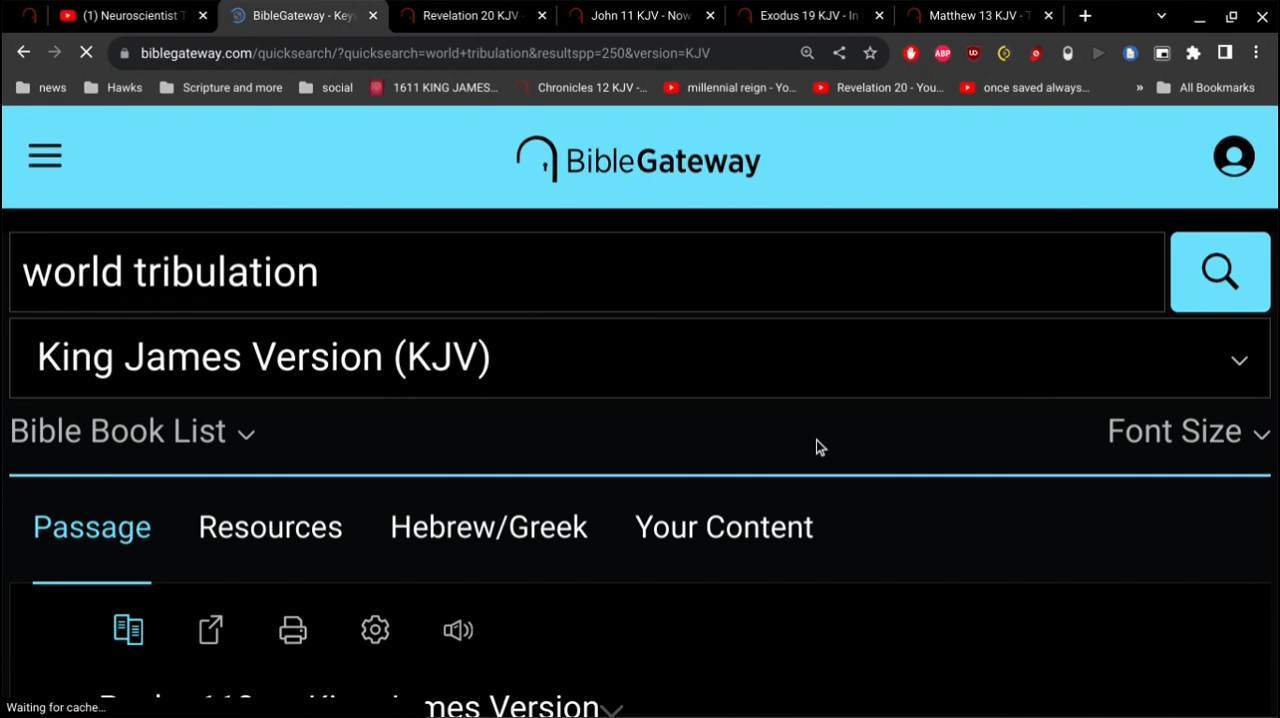 (1) Neuroscientist T
BibleGateway - Key
Revelation 20 KJV
John 11 KJV - Now
Exodus 19 KJV - In
Matthew 13 KJV - T
biblegateway.com/quicksearch/?quicksearch=world+tribulation&resultspp=250&version=KJV
ABP
news
Hawks
Scripture and more
social
1611 KING JAMES...
Chronicles 12 KJV -...
millennial reign - Yo...
Revelation 20 - You...
once saved always...
»
All Bookmarks
BibleGateway
world tribulation
King James Version (KJV)
Bible Book List
Font Size
Passage
Resources
Hebrew/Greek
Your Content
mes Version
Waiting for cache...